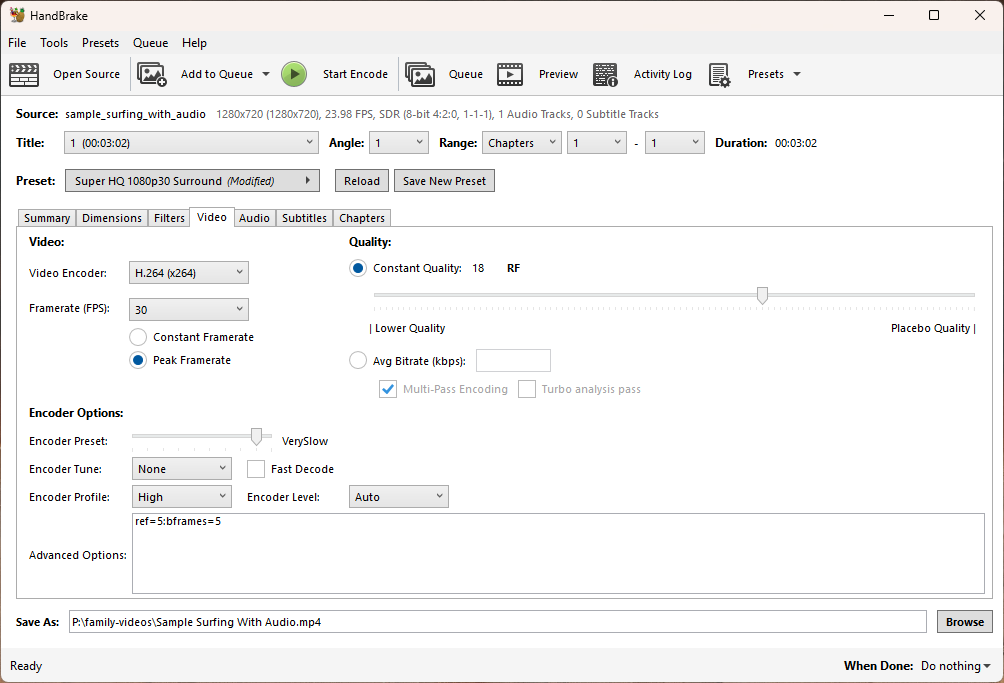 HandBrake
File Tools Presets Queue Help
Open Source Add to Queue Start Encode Queue Preview Activity Log Presets
Source: sample_surfing_with_audio 1280x720 (1280x720), 23.98 FPS, SDR (8-bit 4:2:0, 1-1-1), 1 Audio Tracks, 0 Subtitle Tracks
Title: 1 (00:03:02) Angle: 1 Range: Chapters 1 - 1 Duration: 00:03:02
Preset: Super HQ 1080p30 Surround (Modified) Reload Save New Preset
Summary Dimensions Filters Video Audio Subtitles Chapters
Video: Quality:
Video Encoder: H.264 (x264) Constant Quality: 18 RF
Framerate (FPS): 30
| Lower Quality Placebo Quality |
Constant Framerate
Peak Framerate Avg Bitrate (kbps):
Multi-Pass Encoding Turbo analysis pass
Encoder Options:
Encoder Preset: VerySlow
Encoder Tune: None Fast Decode
Encoder Profile: High Encoder Level: Auto
ref=5:bframes=5
Advanced Options:
Save As: P:\family-videos\Sample Surfing With Audio.mp4 Browse
Ready When Done: Do nothing